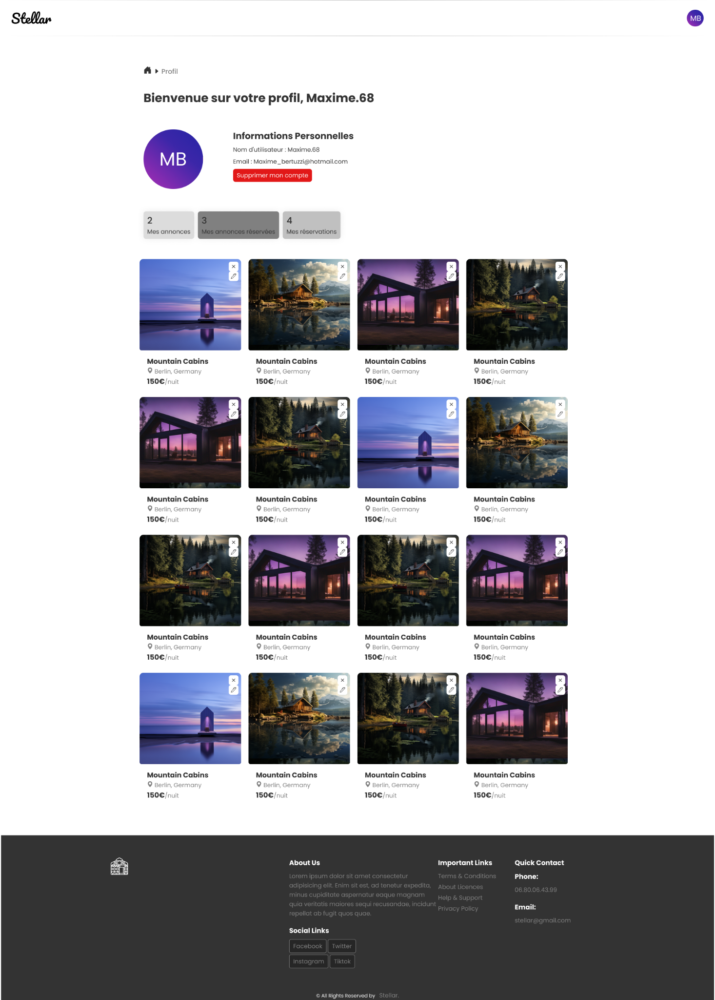 Stellar
MB
Profil
Bienvenue sur votre profil, Maxime.68
MB
Informations Personnelles
Nom d'utilisateur : Maxime.68
Email : Maxime_bertuzzi@hotmail.com
Supprimer mon compte
2
Mes annonces
3
Mes annonces réservées
4
Mes réservations
Mountain Cabins
Berlin, Germany
150€/nuit
Mountain Cabins
Berlin, Germany
150€/nuit
Mountain Cabins
Berlin, Germany
150€/nuit
Mountain Cabins
Berlin, Germany
150€/nuit
Mountain Cabins
Berlin, Germany
150€/nuit
Mountain Cabins
Berlin, Germany
150€/nuit
Mountain Cabins
Berlin, Germany
150€/nuit
Mountain Cabins
Berlin, Germany
150€/nuit
Mountain Cabins
Berlin, Germany
150€/nuit
Mountain Cabins
Berlin, Germany
150€/nuit
Mountain Cabins
Berlin, Germany
150€/nuit
Mountain Cabins
Berlin, Germany
150€/nuit
Mountain Cabins
Berlin, Germany
150€/nuit
Mountain Cabins
Berlin, Germany
150€/nuit
Mountain Cabins
Berlin, Germany
150€/nuit
Mountain Cabins
Berlin, Germany
150€/nuit
About Us
Lorem ipsum dolor sit amet consectetur
adipisicing elit. Enim sit est, ad tenetur expedita,
minus cupiditate aspernatur eaque magnam
quia veritatis maiores sequi recusandae, incidunt
repellat ab fugit quos quae.
Social Links
Facebook
Twitter
Instagram
Tiktok
Important Links
Terms & Conditions
About Licences
Help & Support
Privacy Policy
Quick Contact
Phone:
06.80.06.43.99
Email:
stellar@gmail.com
© All Rights Reserved by Stellar.